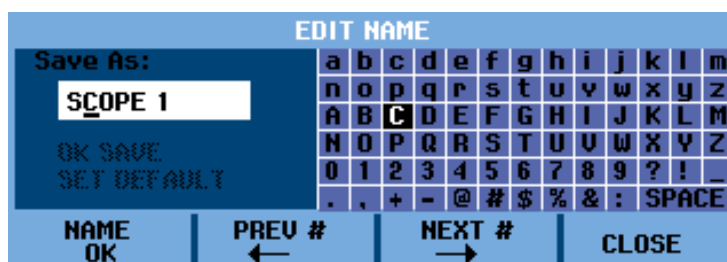 EDIT NAME
Save As:
SCOPE 1
OK SAVE
SET DEFAULT
a b c d e f g h i j k l m
n o p q r s t u v w x y z
A B C D E F G H I J K L M
N O P Q R S T U V W X Y Z
0 1 2 3 4 5 6 7 8 9 ? ! _
. , + - @ # $ % & : SPACE
NAME OK
PREV #
NEXT #
CLOSE